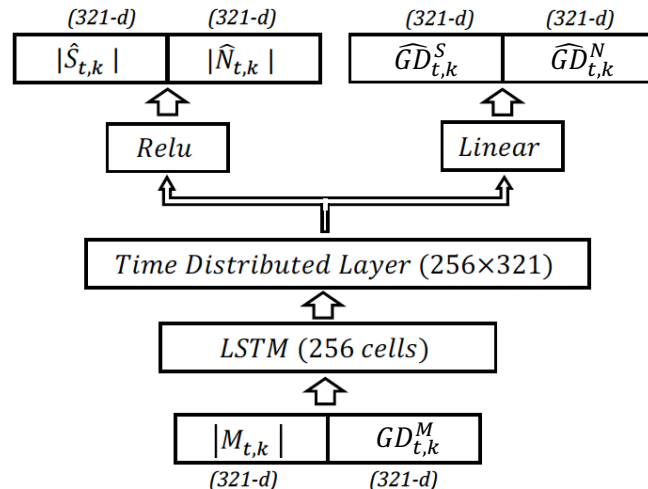 (321-d) (321-d) (321-d) (321-d)
|Ŝ_{t,k}| |N̂_{t,k}| \widehat{GD}^S_{t,k} \widehat{GD}^N_{t,k}
Relu Linear
Time Distributed Layer (256×321)
LSTM (256 cells)
|M_{t,k}| GD^M_{t,k}
(321-d) (321-d)